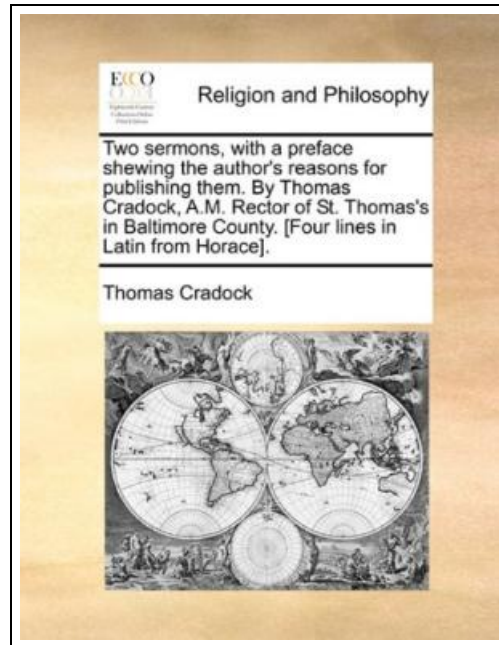 ECCO
Religion and Philosophy
Two sermons, with a preface
shewing the author's reasons for
publishing them. By Thomas
Cradock, A.M. Rector of St. Thomas's
in Baltimore County. [Four lines in
Latin from Horace].
Thomas Cradock